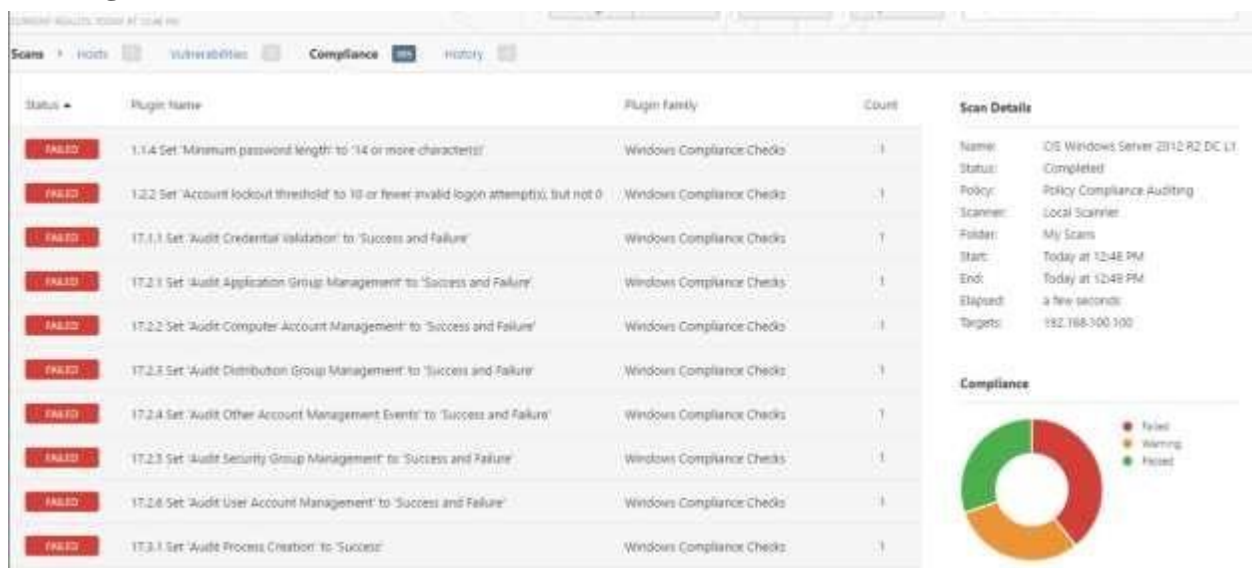 CURRENT RESULTS: TODAY AT 12:48 PM
Scans Hosts Vulnerabilities Compliance History
Status Plugin Name Plugin Family Count
FAILED 1.1.4 Set 'Minimum password length' to '14 or more character(s)' Windows Compliance Checks 1
FAILED 1.2.2 Set 'Account lockout threshold' to 10 or fewer invalid logon attempt(s), but not 0 Windows Compliance Checks 1
FAILED 17.1.1 Set 'Audit Credential Validation' to 'Success and Failure' Windows Compliance Checks 1
FAILED 17.2.1 Set 'Audit Application Group Management' to 'Success and Failure' Windows Compliance Checks 1
FAILED 17.2.2 Set 'Audit Computer Account Management' to 'Success and Failure' Windows Compliance Checks 1
FAILED 17.2.3 Set 'Audit Distribution Group Management' to 'Success and Failure' Windows Compliance Checks 1
FAILED 17.2.4 Set 'Audit Other Account Management Events' to 'Success and Failure' Windows Compliance Checks 1
FAILED 17.2.5 Set 'Audit Security Group Management' to 'Success and Failure' Windows Compliance Checks 1
FAILED 17.2.6 Set 'Audit User Account Management' to 'Success and Failure' Windows Compliance Checks 1
FAILED 17.3.1 Set 'Audit Process Creation' to 'Success' Windows Compliance Checks 1
Scan Details
Name: CIS Windows Server 2012 R2 DC L1
Status: Completed
Policy: Policy Compliance Auditing
Scanner: Local Scanner
Folder: My Scans
Start: Today at 12:48 PM
End: Today at 12:49 PM
Elapsed: a few seconds
Targets: 192.168.100.100
Compliance
Failed
Warning
Passed